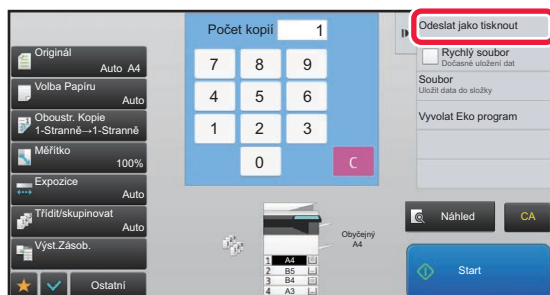 Originál
Auto A4
Volba Papíru
Auto
Oboustr. Kopie
1-Stranně→1-Stranně
Měřítko
100%
Expozice
Auto
Třídit/skupinovat
Auto
Výst.Zásob.
Ostatní
Počet kopií 1
7 8 9
4 5 6
1 2 3
0 C
Obyčejný
A4
1 A4
2 B5
3 B4
4 A3
Odeslat jako tisknout
Rychlý soubor
Dočasné uložení dat
Soubor
Uložit data do složky
Vyvolat Eko program
Náhled
CA
Start